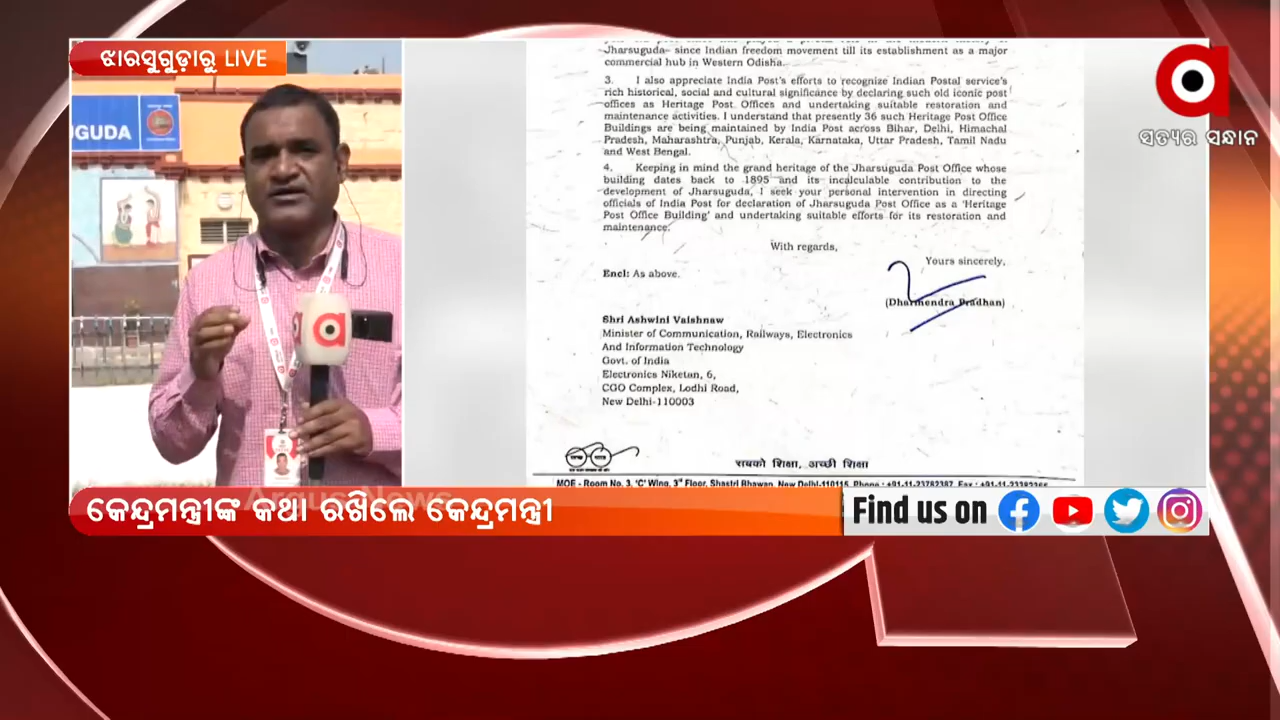 ଝାରସୁଗୁଡ଼ାରୁ LIVE
UGUDA
ସତ୍ୟର ସନ୍ଧାନ
Jharsuguda- since Indian freedom movement till its establishment as a major
commercial hub in Western Odisha.
3. I also appreciate India Post's efforts to recognize Indian Postal service's
rich historical, social and cultural significance by declaring such old iconic post
offices as Heritage Post Offices and undertaking suitable restoration and
maintenance activities. I understand that presently 36 such Heritage Post Office
Buildings are being maintained by India Post across Bihar, Delhi, Himachal
Pradesh, Maharashtra, Punjab, Kerala, Karnataka, Uttar Pradesh, Tamil Nadu
and West Bengal.
4. Keeping in mind the grand heritage of the Jharsuguda Post Office whose
building dates back to 1895 and its incalculable contribution to the
development of Jharsuguda, I seek your personal intervention in directing
officials of India Post for declaration of Jharsuguda Post Office as a 'Heritage
Post Office Building' and undertaking suitable efforts for its restoration and
maintenance.
With regards,
Yours sincerely,
Encl: As above.
(Dharmendra Pradhan)
Shri Ashwini Vaishnaw
Minister of Communication, Railways, Electronics
And Information Technology
Govt. of India
Electronics Niketan, 6,
CGO Complex, Lodhi Road,
New Delhi-110003
सबको शिक्षा, अच्छी शिक्षा
MOE - Room No. 3, 'C' Wing, 3rd Floor, Shastri Bhawan, New Delhi-110115, Phone : +91-11-23782387, Fax :
Argus News
କେନ୍ଦ୍ରମନ୍ତ୍ରୀଙ୍କ କଥା ରଖିଲେ କେନ୍ଦ୍ରମନ୍ତ୍ରୀ
Find us on